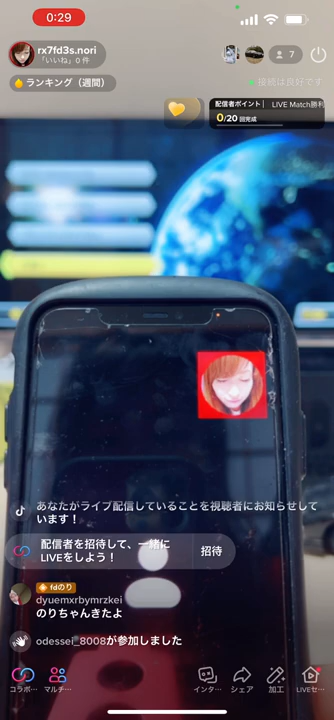 0:29
rx7fd3s.nori
「いいね」0 件
7
ランキング（週間）
接続は良好です
配信者ポイント | LIVE Match勝利
0/20 回完成
あなたがライブ配信していることを視聴者にお知らせして
います！
配信者を招待して、一緒に
LIVEをしよう！
招待
fdのり
dyuemxrbymrzkei
のりちゃんきたよ
odessei_8008が参加しました
コラボ…
マルチ…
インタ…
シェア
加工
LIVEセ…